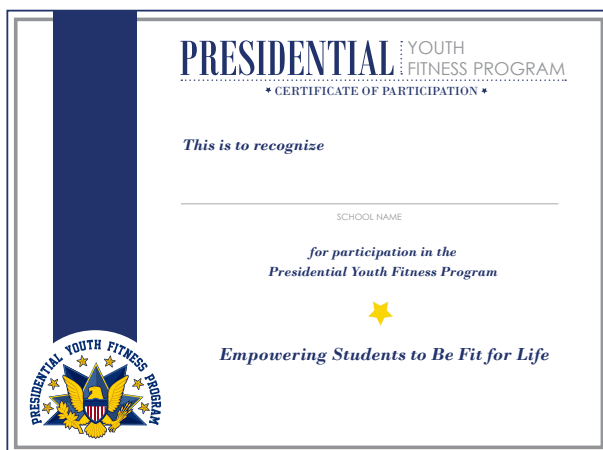 PRESIDENTIAL
YOUTH
FITNESS PROGRAM
* CERTIFICATE OF PARTICIPATION *
This is to recognize
SCHOOL NAME
for participation in the
Presidential Youth Fitness Program
Empowering Students to Be Fit for Life
PRESIDENTIAL YOUTH FITNESS PROGRAM